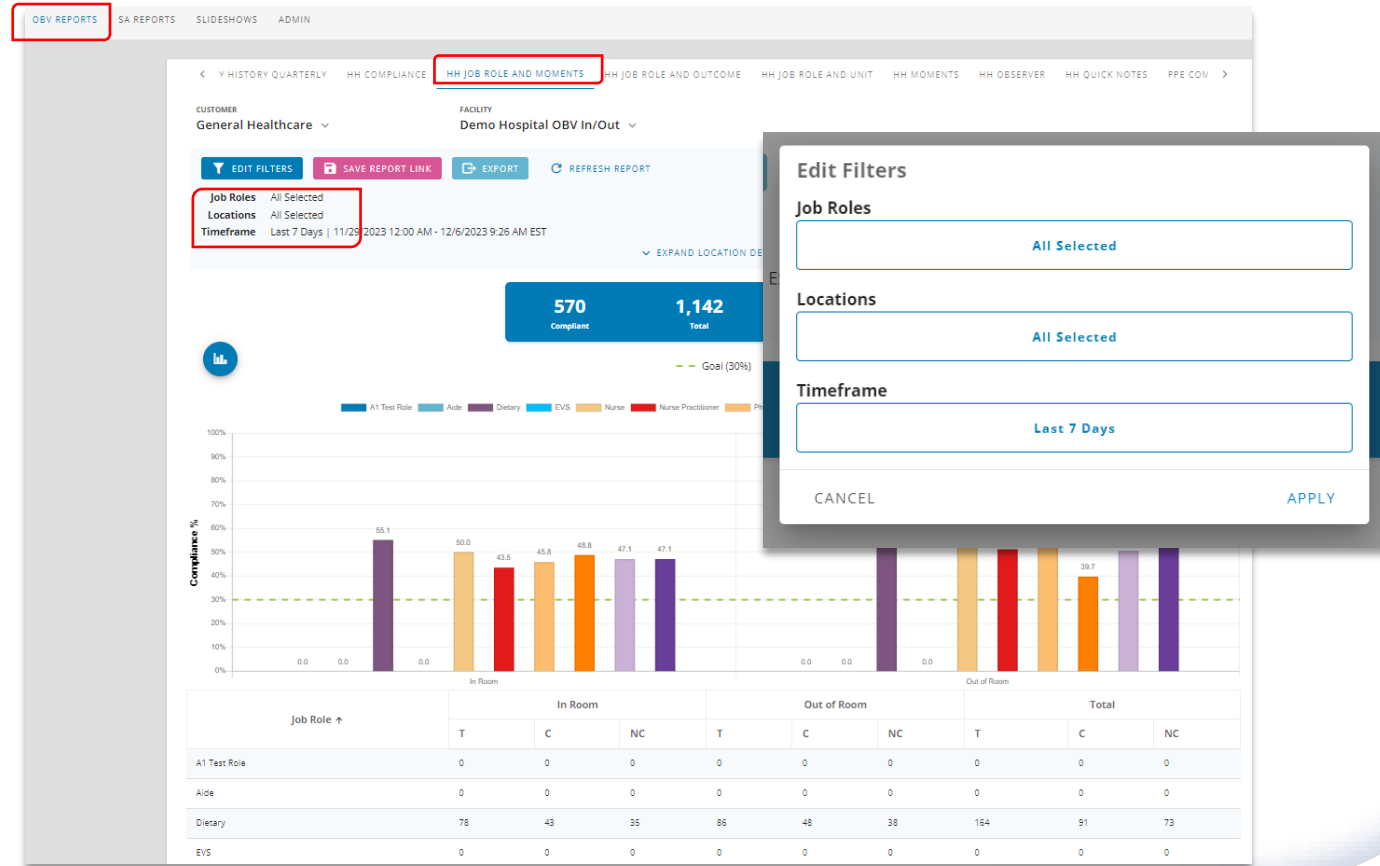 OBV REPORTS SA REPORTS SLIDESHOWS ADMIN
Y HISTORY QUARTERLY HH COMPLIANCE HH JOB ROLE AND MOMENTS HH JOB ROLE AND OUTCOME HH JOB ROLE AND UNIT HH MOMENTS HH OBSERVER HH QUICK NOTES PPE COM
CUSTOMER FACILITY
General Healthcare Demo Hospital OBV In/Out
EDIT FILTERS SAVE REPORT LINK EXPORT REFRESH REPORT
Job Roles All Selected
Locations All Selected
Timeframe Last 7 Days | 11/29/2023 12:00 AM - 12/6/2023 9:26 AM EST
EXPAND LOCATION DE
570 1,142
Compliant Total
Goal (30%)
A1 Test Role Aide Dietary EVS Nurse Nurse Practitioner
100%
90%
80%
70%
60%
50%
40%
30%
20%
10%
0%
Compliance %
0.0 0.0 55.1 0.0 50.0 43.5 45.8 48.8 47.1 47.1
0.0 0.0 0.0 39.7
In Room Out of Room
Job Role ↑ In Room Out of Room Total
T C NC T C NC T C NC
A1 Test Role 0 0 0 0 0 0 0 0 0
Aide 0 0 0 0 0 0 0 0 0
Dietary 78 43 35 86 48 38 164 91 73
EVS 0 0 0 0 0 0 0 0 0
Edit Filters
Job Roles
All Selected
Locations
All Selected
Timeframe
Last 7 Days
CANCEL APPLY